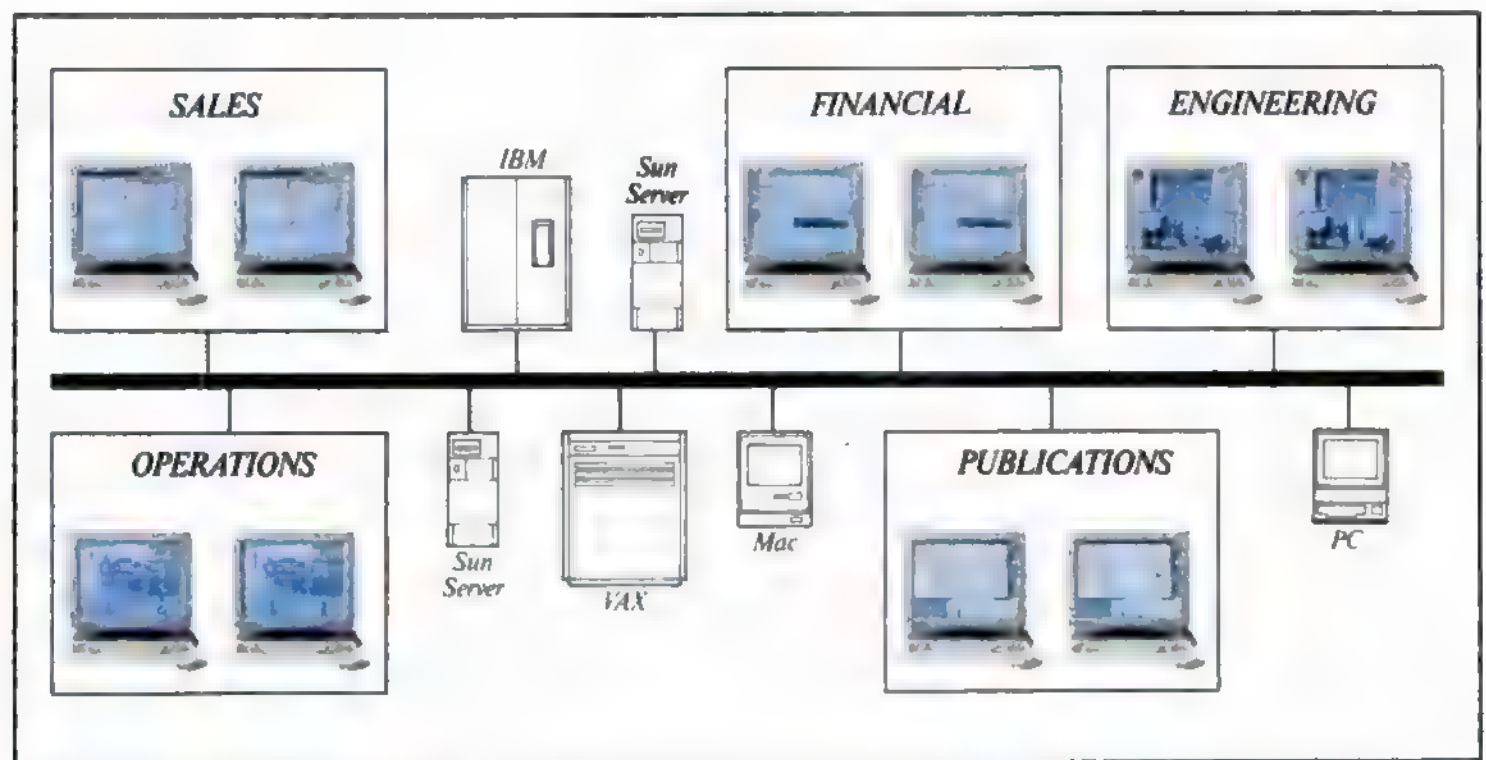 SALES
IBM
Sun
Server
FINANCIAL
ENGINEERING
OPERATIONS
Sun
Server
VAX
Mac
PUBLICATIONS
PC